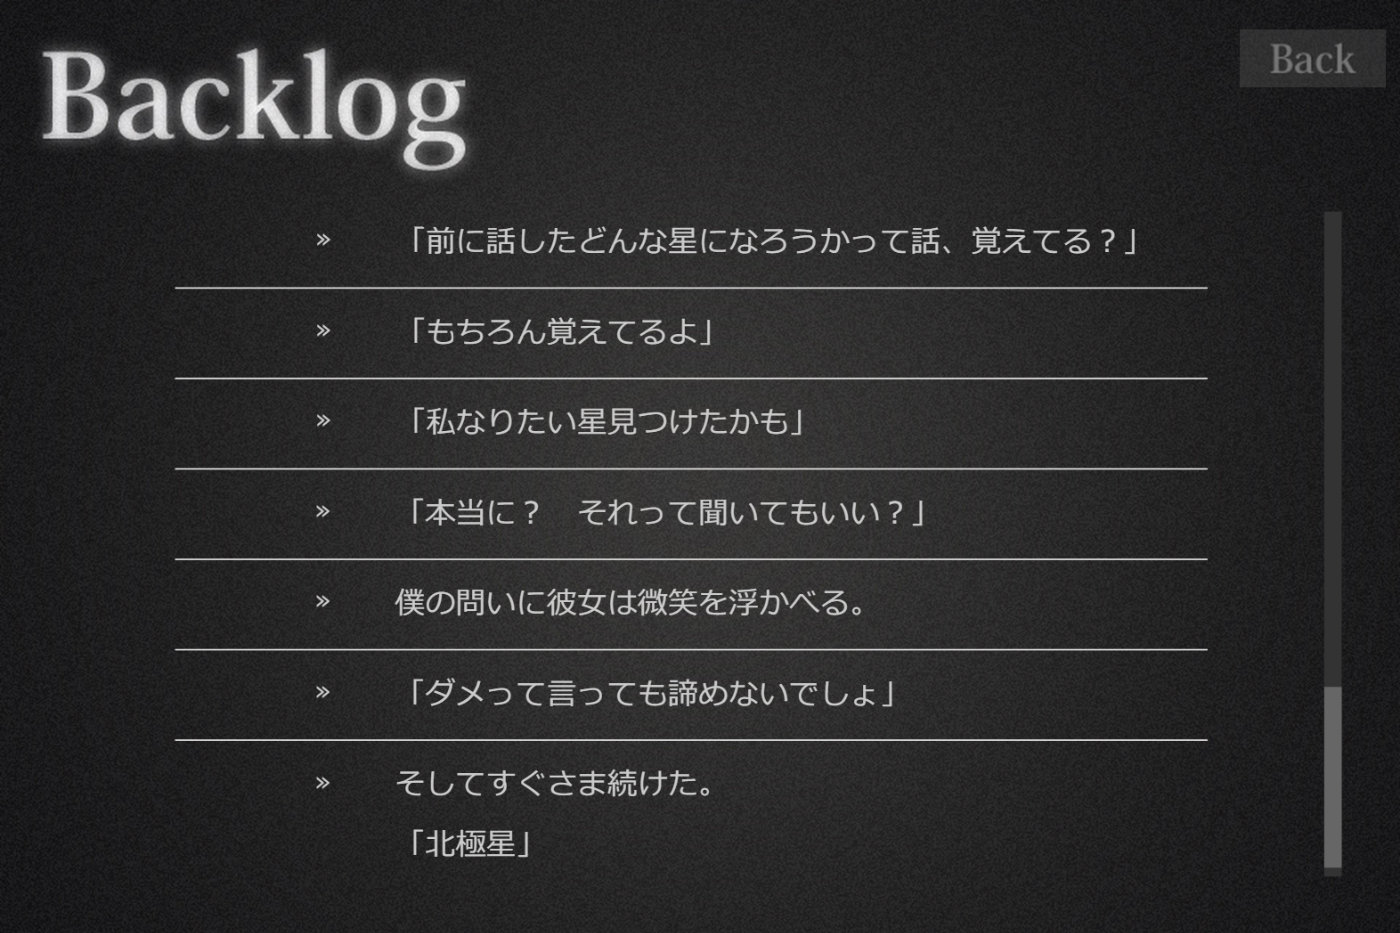 Backlog
Back
» 「前に話したどんな星になろうかって話、覚えてる？」
» 「もちろん覚えてるよ」
» 「私なりたい星見つけたかも」
» 「本当に？　それって聞いてもいい？」
» 僕の問いに彼女は微笑を浮かべる。
» 「ダメって言っても諦めないでしょ」
» そしてすぐさま続けた。
「北極星」